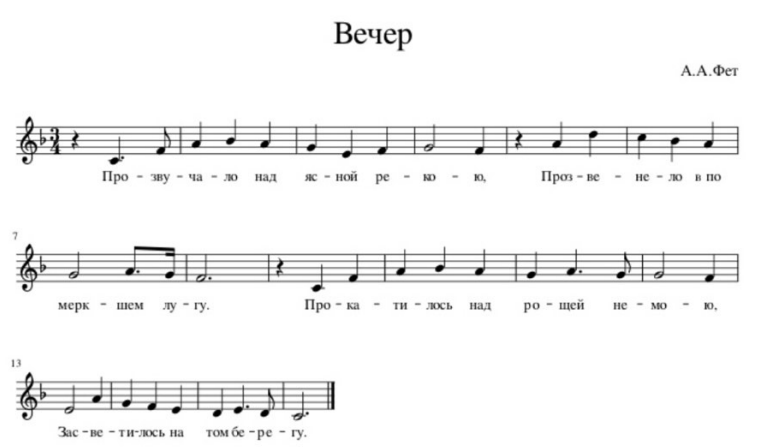 Вечер
А.А.Фет
3
4
Про – зву – ча – ло над яс – ной ре – ко – ю, Проз – ве – не – ло в по
7
мерк – шем лу – гу. Про – ка – ти – лось над ро – щей не – мо – ю,
13
Зас – ве – ти – лось на том бе – ре – гу.